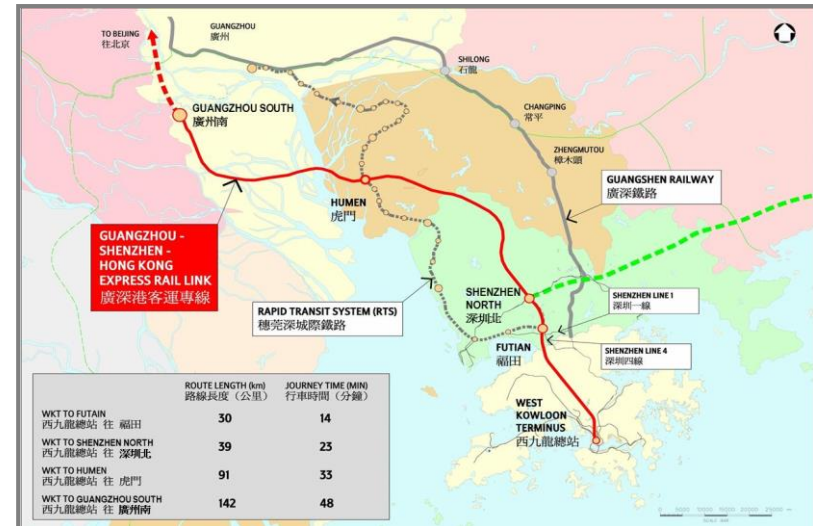 TO BEIJING
往北京
GUANGZHOU
廣州
GUANGZHOU SOUTH
廣州南
SHILONG
石龍
CHANGPING
常平
ZHENGMUTOU
樟木頭
GUANGSHEN RAILWAY
廣深鐵路
HUMEN
虎門
GUANGZHOU -
SHENZHEN -
HONG KONG
EXPRESS RAIL LINK
廣深港客運專線
RAPID TRANSIT SYSTEM (RTS)
穗莞深城際鐵路
SHENZHEN
NORTH
深圳北
SHENZHEN LINE 1
深圳一線
SHENZHEN LINE 4
深圳四線
FUTIAN
福田
WEST
KOWLOON
TERMINUS
西九龍總站
ROUTE LENGTH (km) JOURNEY TIME (MIN)
路線長度（公里） 行車時間（分鐘）
WKT TO FUTAIN 30 14
西九龍總站 往 福田
WKT TO SHENZHEN NORTH 39 23
西九龍總站 往 深圳北
WKT TO HUMEN 91 33
西九龍總站 往 虎門
WKT TO GUANGZHOU SOUTH 142 48
西九龍總站 往 廣州南